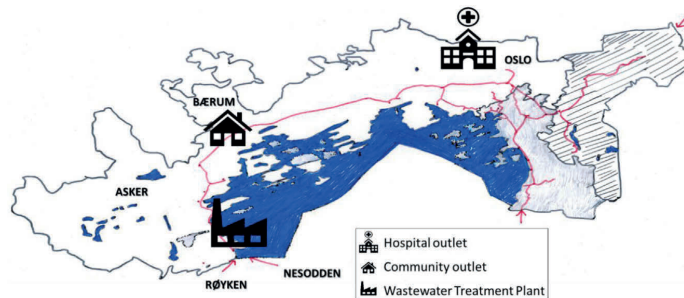 OSLO
BÆRUM
ASKER
NESODDEN
RØYKEN
Hospital outlet
Community outlet
Wastewater Treatment Plant